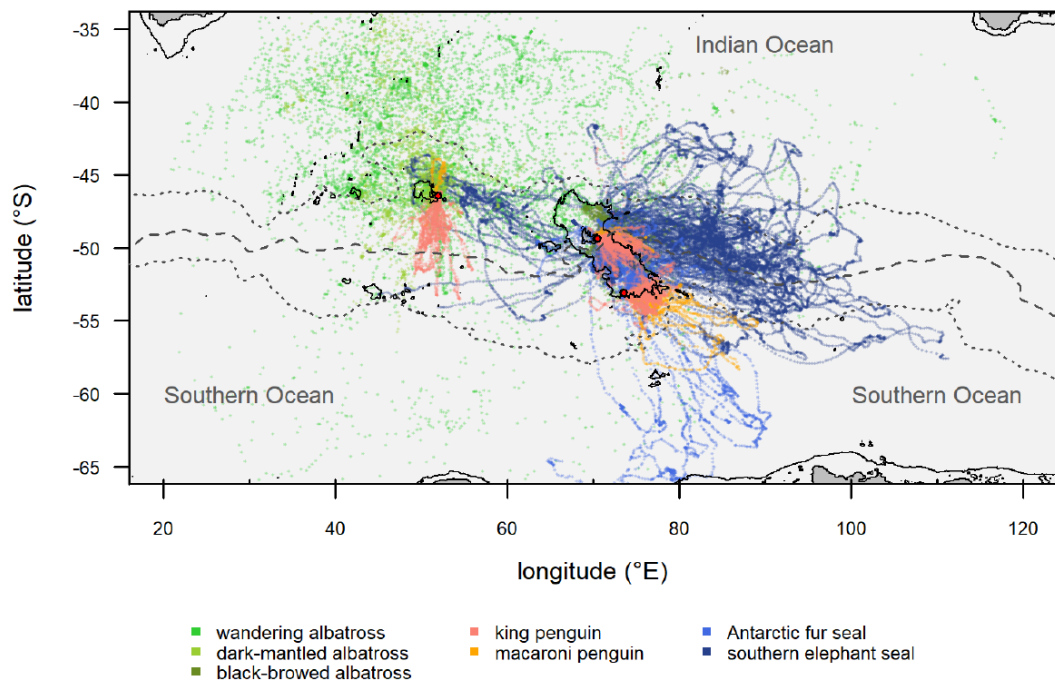 -35
-40
-45
-50
-55
-60
-65
latitude (°S)
Indian Ocean
Southern Ocean
Southern Ocean
20
40
60
80
100
120
longitude (°E)
wandering albatross
dark-mantled albatross
black-browed albatross
king penguin
macaroni penguin
Antarctic fur seal
southern elephant seal